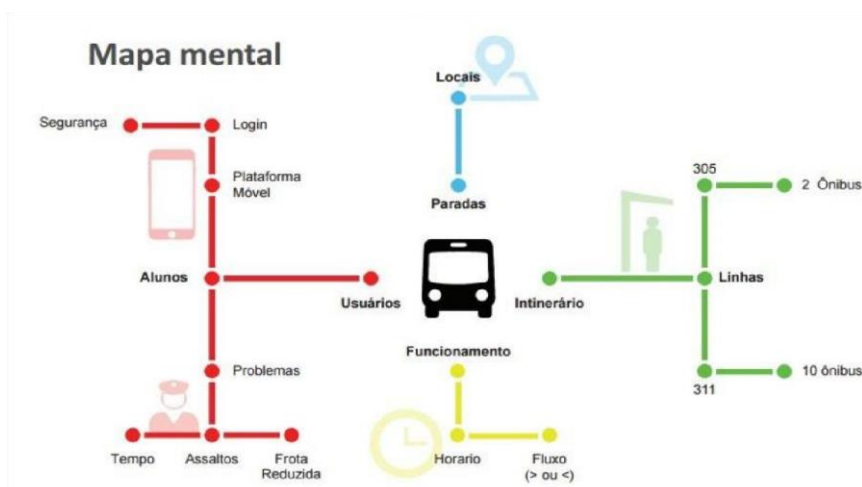 Mapa mental
Locais
Segurança
Login
Plataforma
Móvel
305
2 Ônibus
Paradas
Alunos
Usuários
Intinerário
Linhas
Funcionamento
Problemas
10 ônibus
311
Tempo
Assaltos
Frota
Reduzida
Horario
Fluxo
(> ou <)